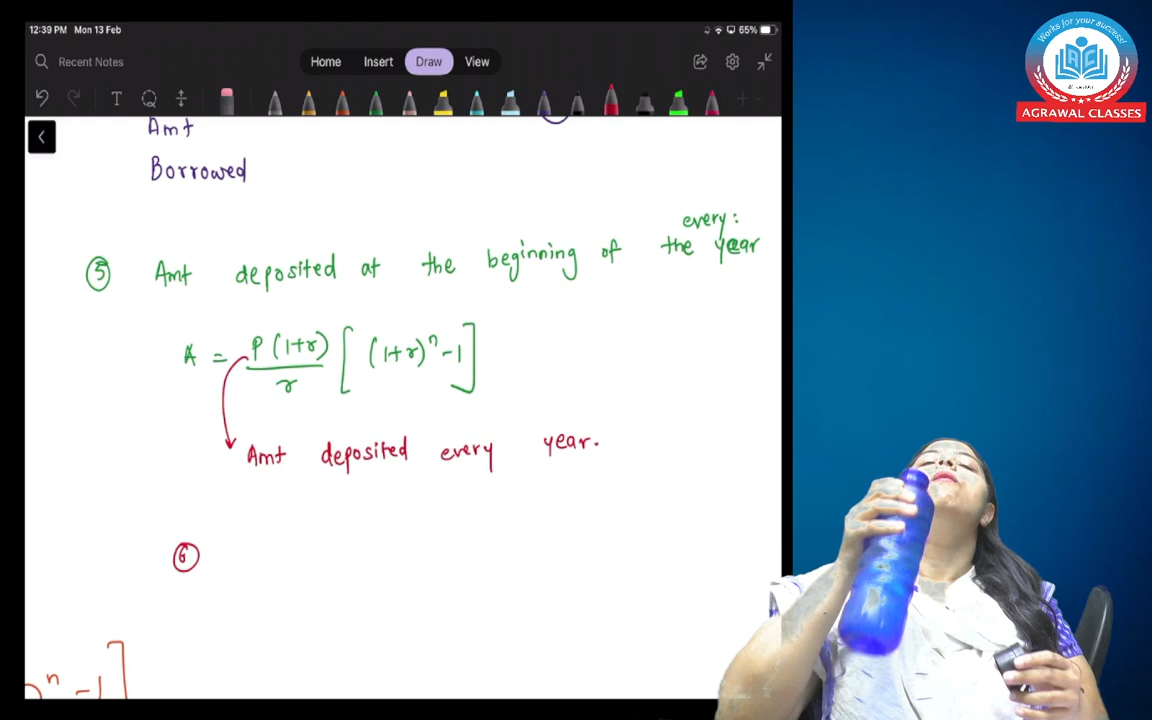 12:39 PM Mon 13 Feb
65%
Works for your success!
AC
AGRAWAL CLASSES
Recent Notes
Home Insert Draw View
T
Amt
Borrowed
every:
⑤ Amt deposited at the beginning of the year
A = P(1+r)/r [(1+r)^n -1]
Amt deposited every year.
⑥
n -1]